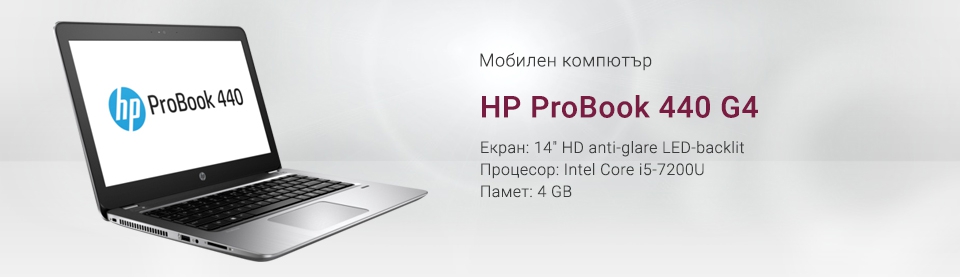 hp ProBook 440
hp
Мобилен компютър
HP ProBook 440 G4
Екран: 14" HD anti-glare LED-backlit
Процесор: Intel Core i5-7200U
Памет: 4 GB